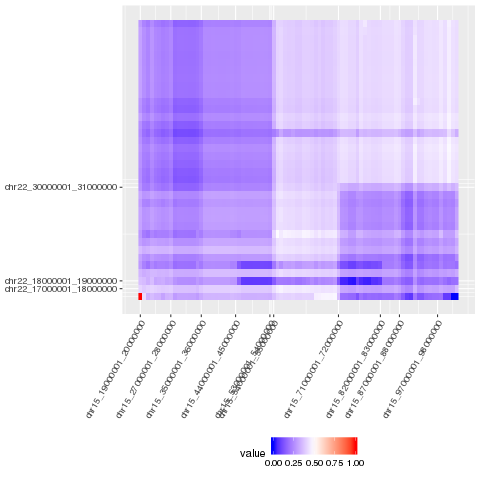 chr22_30000001_31000000
chr22_18000001_19000000
chr22_17000001_18000000
chr15_19000001_20000000
chr15_27000001_28000000
chr15_35000001_36000000
chr15_44000001_45000000
chr15_71000001_72000000
chr15_82000001_83000000
chr15_87000001_88000000
chr15_97000001_98000000
value
0.00 0.25 0.50 0.75 1.00